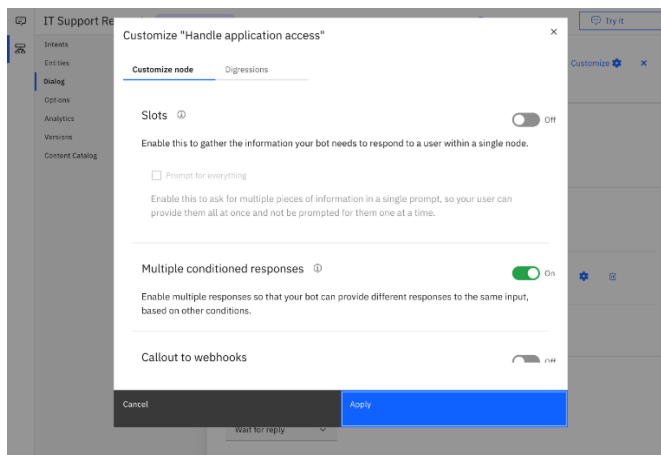 IT Support Re
Try it
Intents
Entities
Dialog
Options
Analytics
Versions
Content Catalog
Customize
×
Customize "Handle application access"
×
Customize node
Digressions
Slots
Off
Enable this to gather the information your bot needs to respond to a user within a single node.
Prompt for everything
Enable this to ask for multiple pieces of information in a single prompt, so your user can
provide them all at once and not be prompted for them one at a time.
Multiple conditioned responses
On
Enable multiple responses so that your bot can provide different responses to the same input,
based on other conditions.
Callout to webhooks
Off
Cancel
Apply
Wait for reply